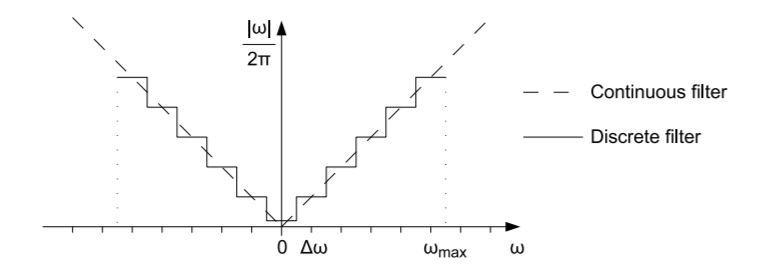 |ω|
2π
Continuous filter
Discrete filter
0 Δω ωmax ω